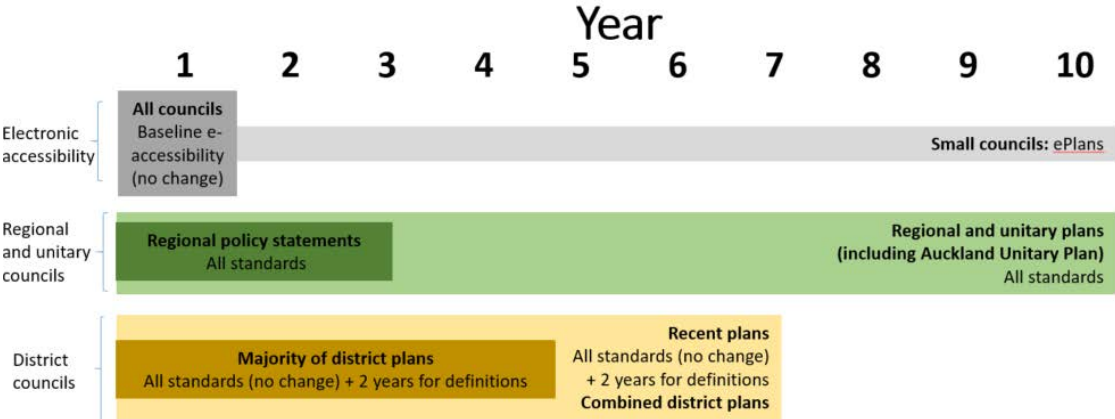 Year
1 2 3 4 5 6 7 8 9 10
Electronic
accessibility
All councils
Baseline e-
accessibility
(no change)
Small councils: ePlans
Regional
and unitary
councils
Regional policy statements
All standards
Regional and unitary plans
(including Auckland Unitary Plan)
All standards
District
councils
Majority of district plans
All standards (no change) + 2 years for definitions
Recent plans
All standards (no change)
+ 2 years for definitions
Combined district plans